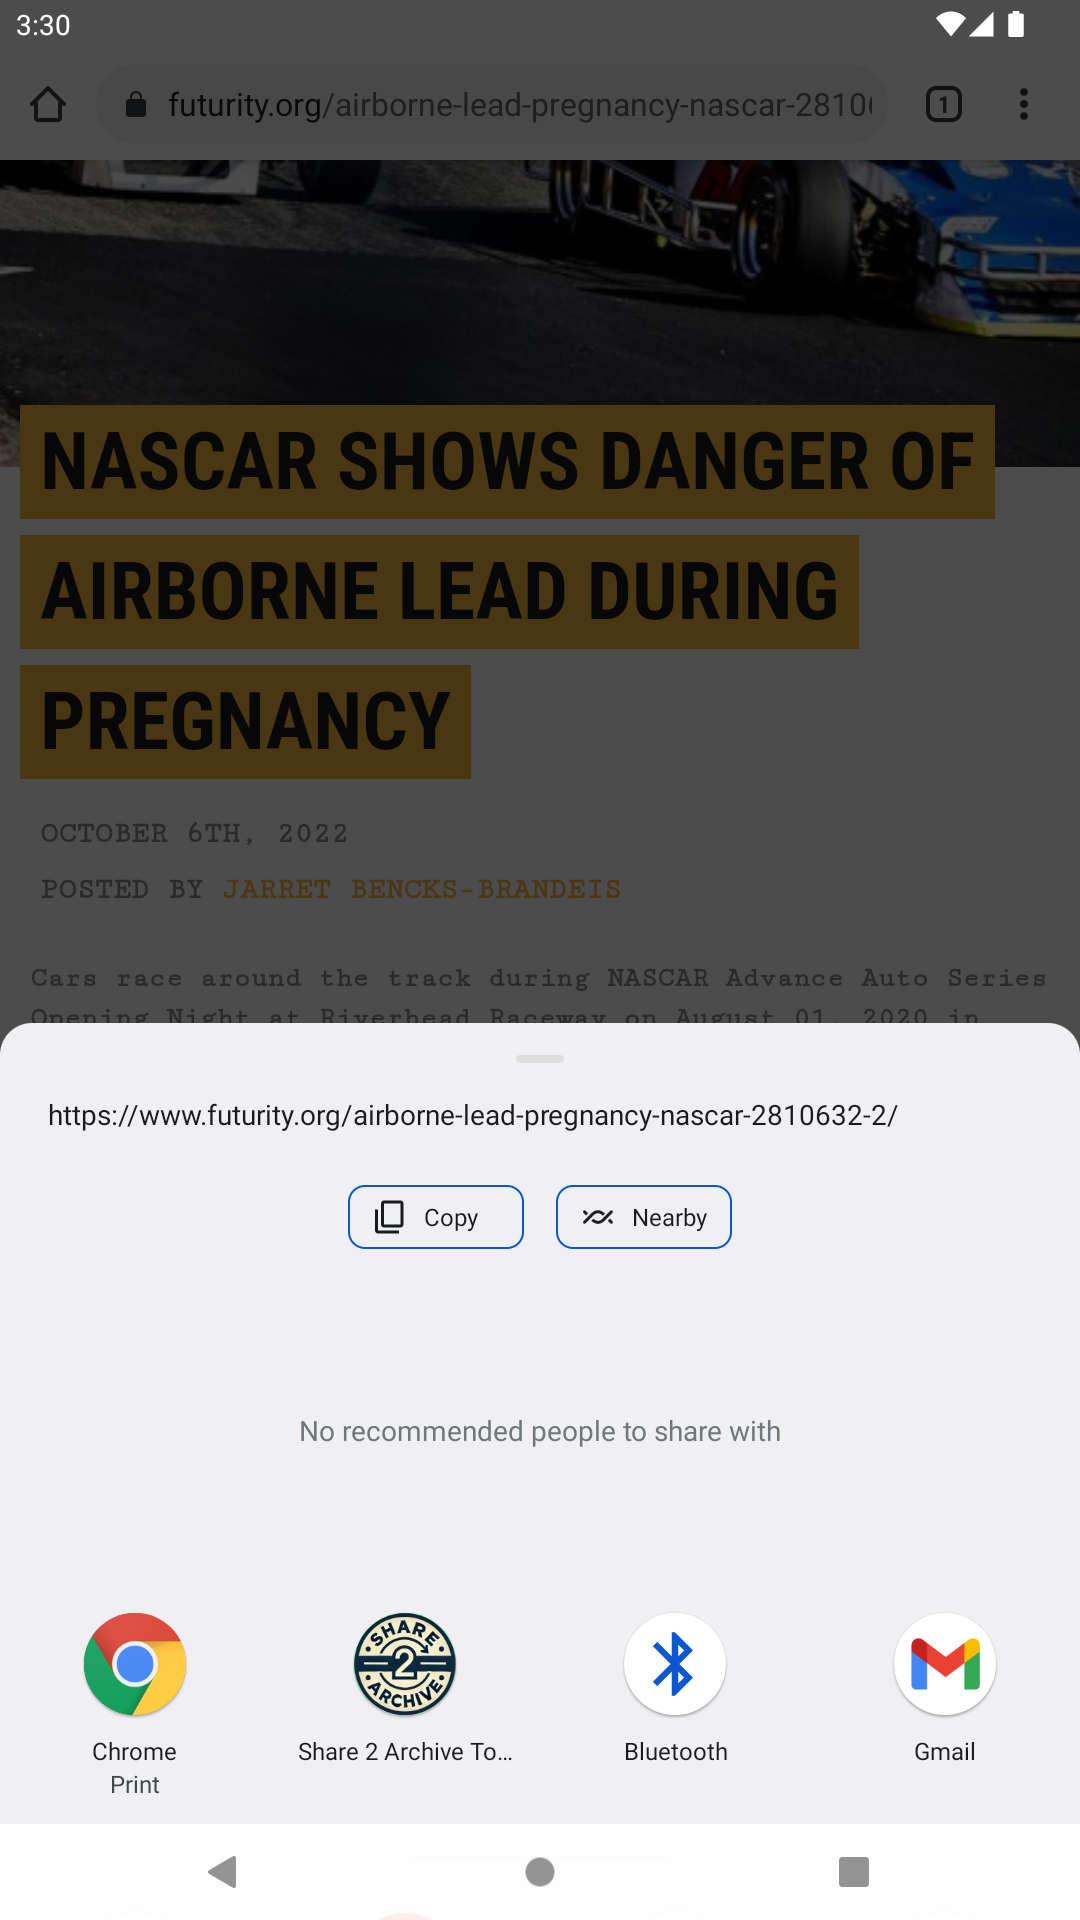 3:30
futurity.org/airborne-lead-pregnancy-nascar-2810
1
NASCAR SHOWS DANGER OF
AIRBORNE LEAD DURING
PREGNANCY
OCTOBER 6TH, 2022
POSTED BY JARRET BENCKS-BRANDEIS
Cars race around the track during NASCAR Advance Auto Series
Opening Night at Riverhead Raceway on August 01, 2020 in
https://www.futurity.org/airborne-lead-pregnancy-nascar-2810632-2/
Copy
Nearby
No recommended people to share with
SHARE
2
ARCHIVE
Chrome
Print
Share 2 Archive To…
Bluetooth
Gmail